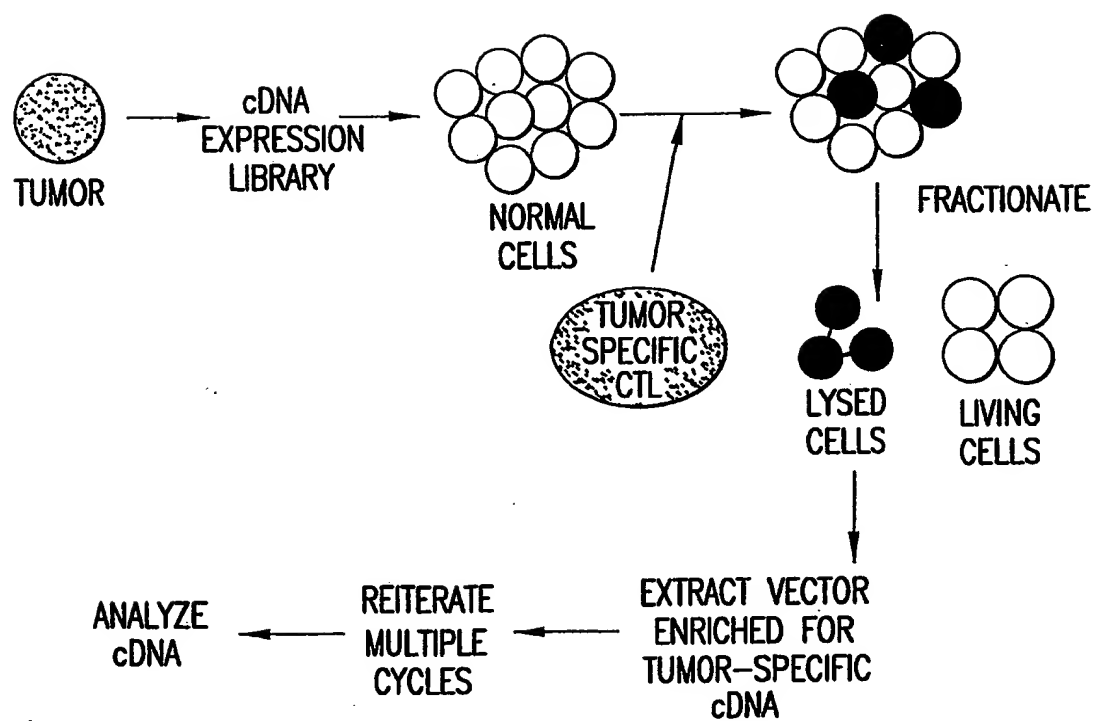 TUMOR
cDNA
EXPRESSION
LIBRARY
NORMAL
CELLS
TUMOR
SPECIFIC
CTL
FRACTIONATE
LYSED
CELLS
LIVING
CELLS
EXTRACT VECTOR
ENRICHED FOR
TUMOR–SPECIFIC
cDNA
REITERATE
MULTIPLE
CYCLES
ANALYZE
cDNA